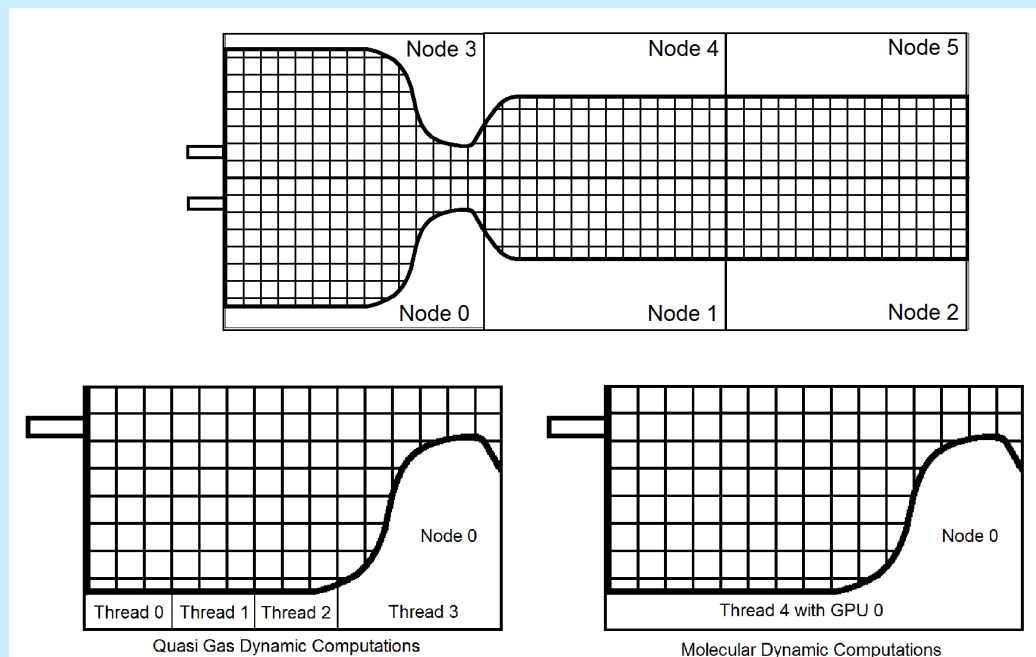 Node 3
Node 4
Node 5
Node 0
Node 1
Node 2
Node 0
Thread 0
Thread 1
Thread 2
Thread 3
Quasi Gas Dynamic Computations
Node 0
Thread 4 with GPU 0
Molecular Dynamic Computations